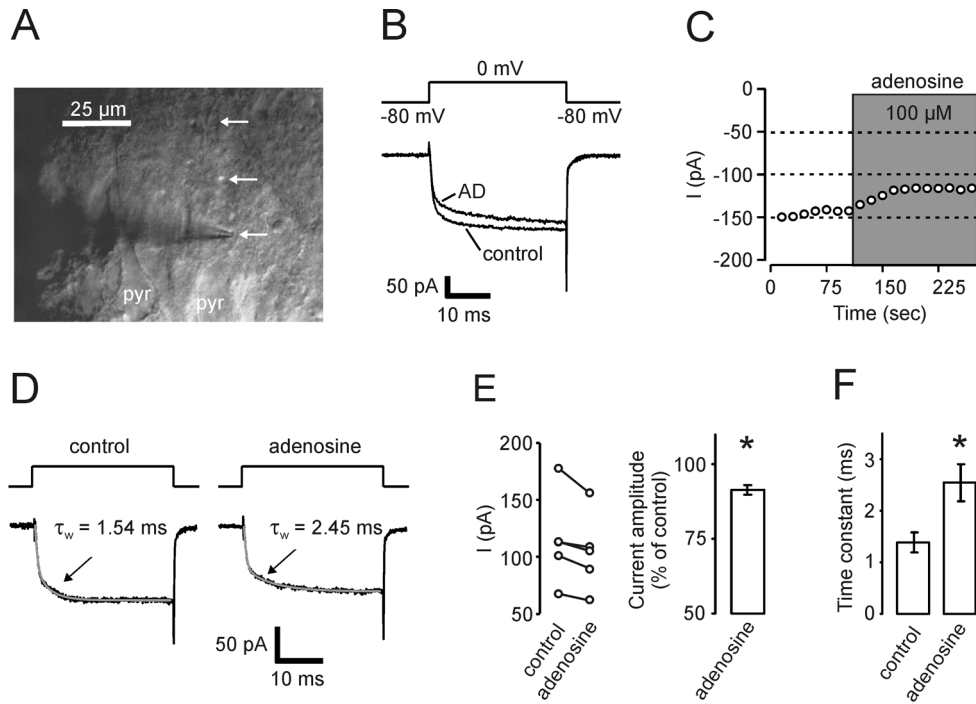 A
25 µm
pyr
pyr
B
0 mV
-80 mV
-80 mV
AD
control
50 pA
10 ms
C
adenosine
100 µM
0
-50
-100
-150
-200
I (pA)
0
75
150
225
Time (sec)
D
control
adenosine
τw = 1.54 ms
τw = 2.45 ms
50 pA
10 ms
E
200
150
100
50
I (pA)
control
adenosine
*
100
75
50
Current amplitude
(% of control)
adenosine
F
*
3
2
1
0
Time constant (ms)
control
adenosine